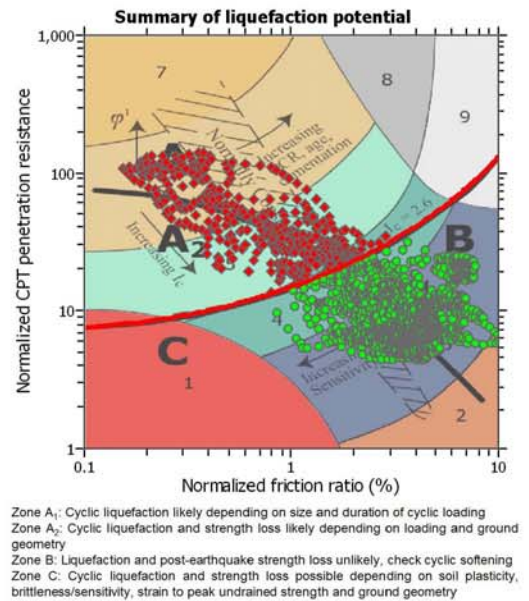 Summary of liquefaction potential
1,000
7
8
9
φ'
Increasing
OCR, age,
cementation
Normally
100
A
A2
Increasing Ic
Ic = 2.6
B
10
C
4
1
Increasing
Sensitivity
2
1
0.1
1
10
Normalized CPT penetration resistance
Normalized friction ratio (%)
Zone A1: Cyclic liquefaction likely depending on size and duration of cyclic loading
Zone A2: Cyclic liquefaction and strength loss likely depending on loading and ground
geometry
Zone B: Liquefaction and post-earthquake strength loss unlikely, check cyclic softening
Zone C: Cyclic liquefaction and strength loss possible depending on soil plasticity,
brittleness/sensitivity, strain to peak undrained strength and ground geometry